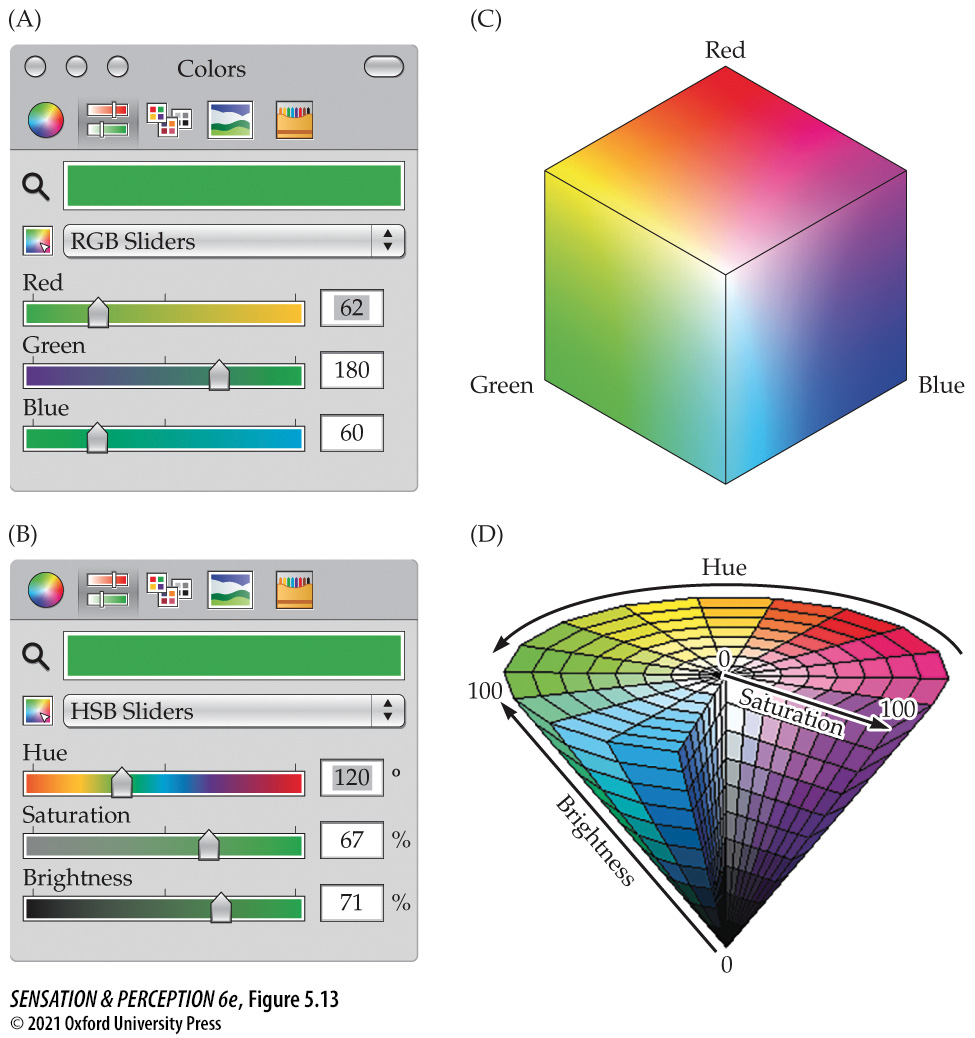 (A)
Colors
RGB Sliders
Red
62
Green
180
Blue
60
(B)
HSB Sliders
Hue
120 °
Saturation
67 %
Brightness
71 %
(C)
Red
Green
Blue
(D)
Hue
0
100
Saturation
100
Brightness
0
SENSATION & PERCEPTION 6e, Figure 5.13
© 2021 Oxford University Press